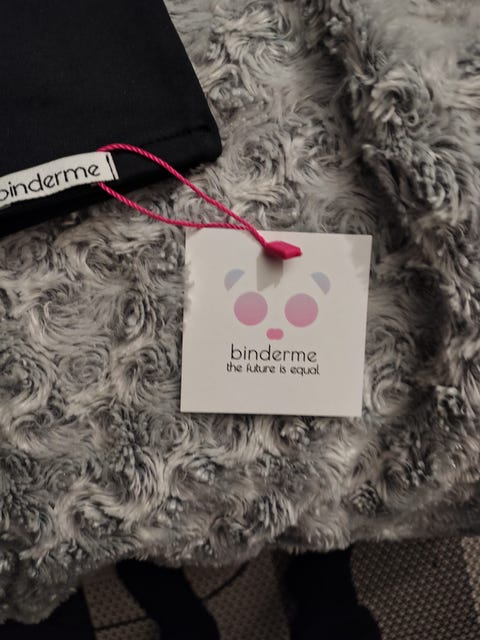 binderme
binderme
the future is equal